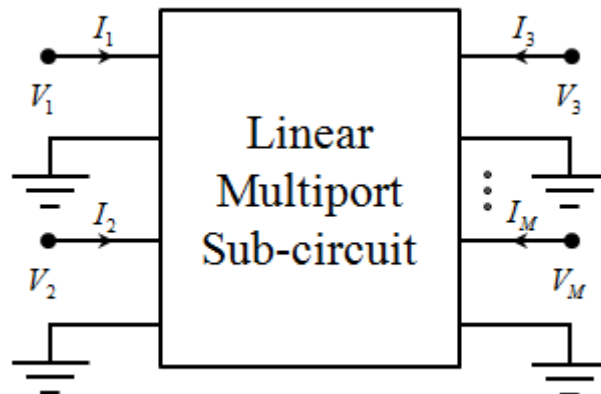 I1
I3
V1
V3
Linear
Multiport
Sub-circuit
I2
IM
V2
VM